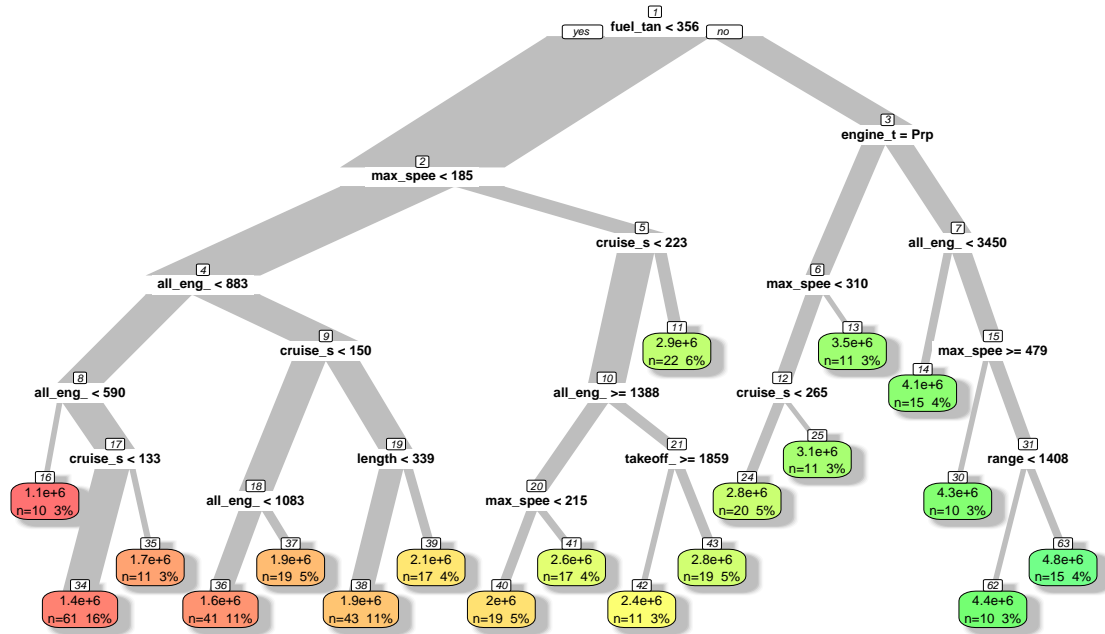 1
fuel_tan < 356
yes
no
3
engine_t = Prp
2
max_spee < 185
5
cruise_s < 223
7
all_eng_ < 3450
4
all_eng_ < 883
6
max_spee < 310
11
2.9e+6
n=22 6%
13
3.5e+6
n=11 3%
9
cruise_s < 150
15
max_spee >= 479
14
4.1e+6
n=15 4%
8
all_eng_ < 590
10
all_eng_ >= 1388
12
cruise_s < 265
17
cruise_s < 133
19
length < 339
21
takeoff_ >= 1859
25
3.1e+6
n=11 3%
31
range < 1408
16
1.1e+6
n=10 3%
18
all_eng_ < 1083
20
max_spee < 215
24
2.8e+6
n=20 5%
30
4.3e+6
n=10 3%
35
1.7e+6
n=11 3%
37
1.9e+6
n=19 5%
39
2.1e+6
n=17 4%
41
2.6e+6
n=17 4%
43
2.8e+6
n=19 5%
63
4.8e+6
n=15 4%
34
1.4e+6
n=61 16%
36
1.6e+6
n=41 11%
38
1.9e+6
n=43 11%
40
2e+6
n=19 5%
42
2.4e+6
n=11 3%
62
4.4e+6
n=10 3%